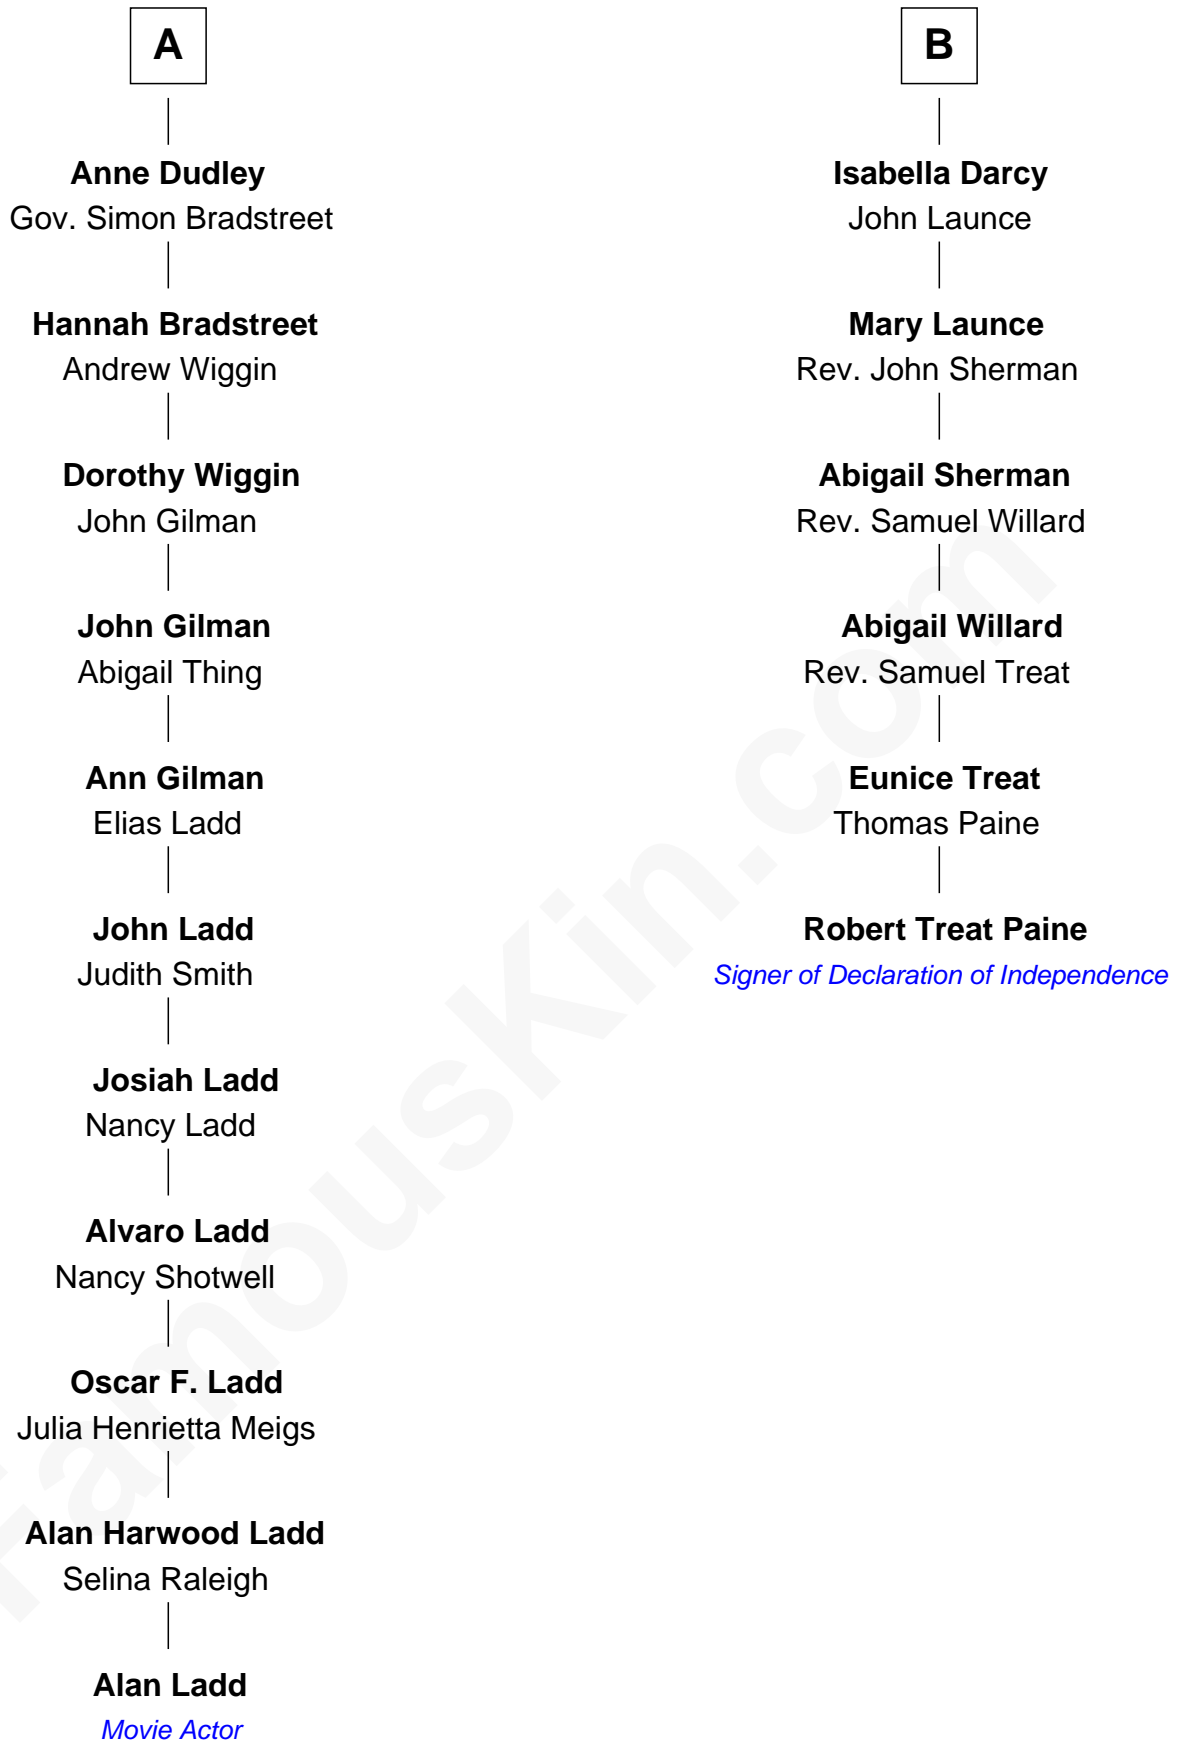 A
Anne Dudley
Gov. Simon Bradstreet
Hannah Bradstreet
Andrew Wiggin
Dorothy Wiggin
John Gilman
John Gilman
Abigail Thing
Ann Gilman
Elias Ladd
John Ladd
Judith Smith
Josiah Ladd
Nancy Ladd
Alvaro Ladd
Nancy Shotwell
Oscar F. Ladd
Julia Henrietta Meigs
Alan Harwood Ladd
Selina Raleigh
Alan Ladd
Movie Actor
B
Isabella Darcy
John Launce
Mary Launce
Rev. John Sherman
Abigail Sherman
Rev. Samuel Willard
Abigail Willard
Rev. Samuel Treat
Eunice Treat
Thomas Paine
Robert Treat Paine
Signer of Declaration of Independence
FamousKin.com